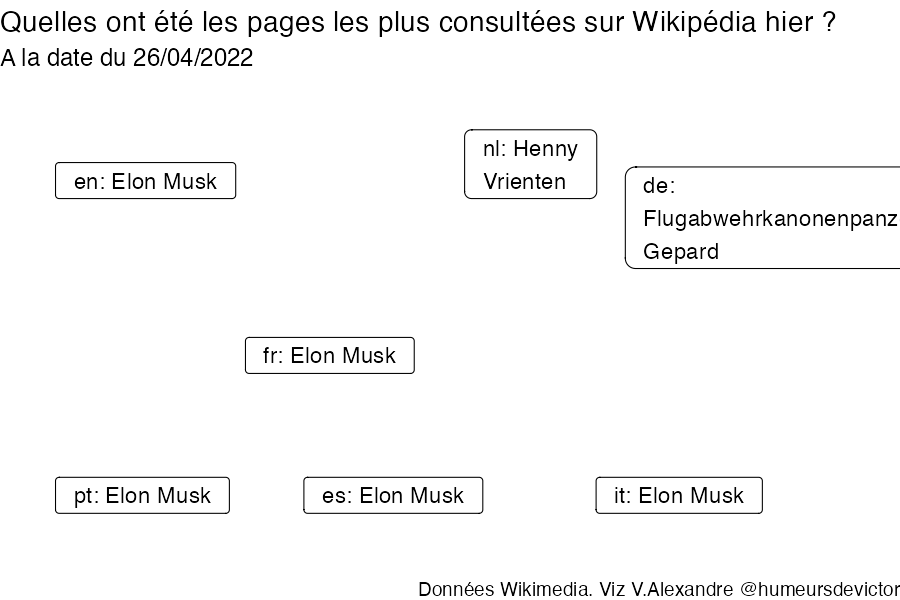 Quelles ont été les pages les plus consultées sur Wikipédia hier ?
A la date du 26/04/2022
en: Elon Musk
nl: Henny
Vrienten
de:
Flugabwehrkanonenpanz
Gepard
fr: Elon Musk
pt: Elon Musk
es: Elon Musk
it: Elon Musk
Données Wikimedia. Viz V.Alexandre @humeursdevictor